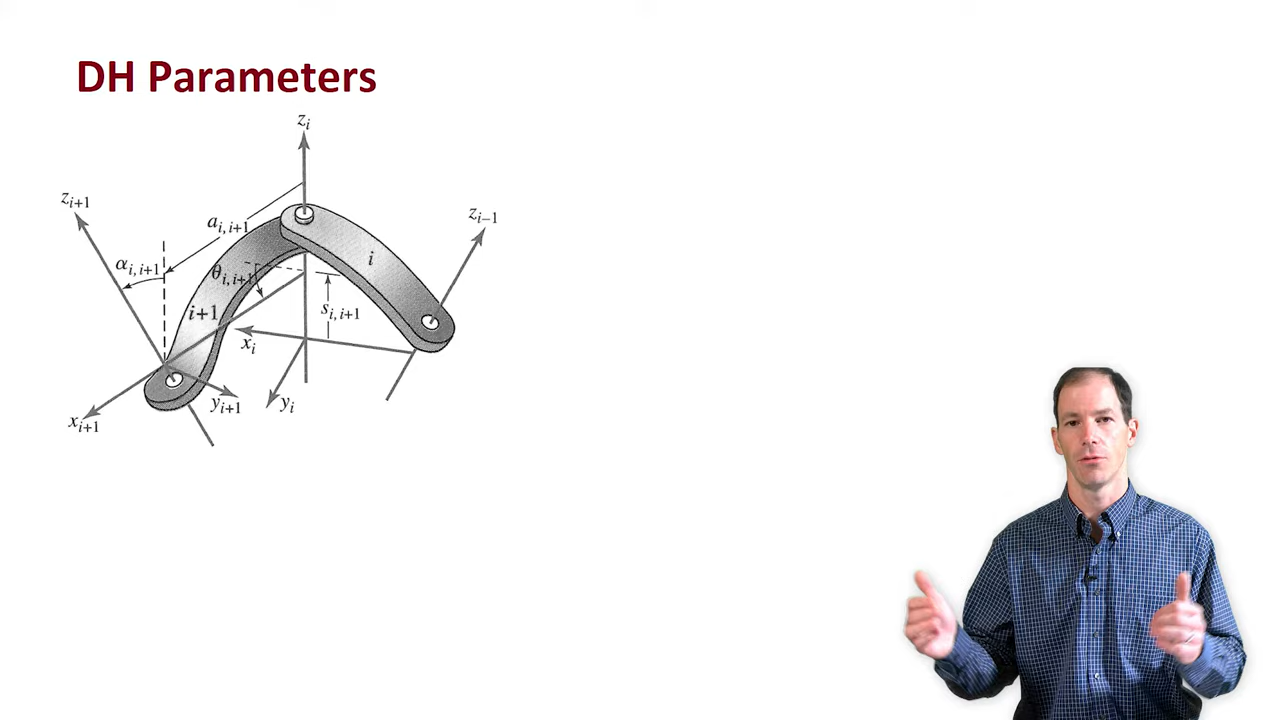 DH Parameters
z_i
z_{i+1}
z_{i−1}
a_{i,i+1}
α_{i,i+1}
θ_{i,i+1}
i
i+1
s_{i,i+1}
x_i
y_{i+1}
y_i
x_{i+1}